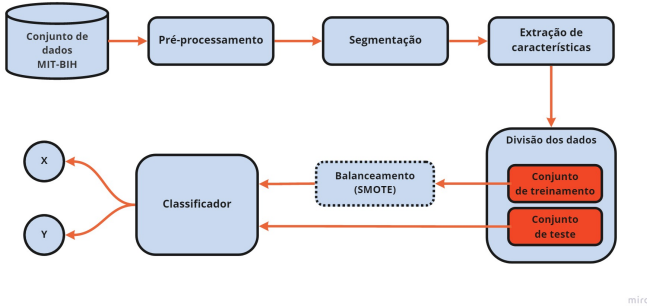 Conjunto de
dados
MIT-BIH
Pré-processamento
Segmentação
Extração de
características
Divisão dos dados
Conjunto
de treinamento
Conjunto
de teste
Balanceamento
(SMOTE)
Classificador
X
Y